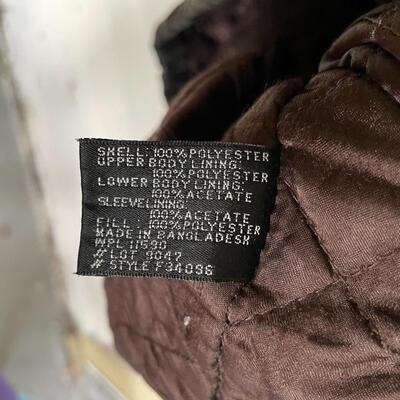 SHELL: 100% POLYESTER
UPPER BODY LINING:
100% POLYESTER
LOWER BODY LINING:
100% ACETATE
SLEEVE LINING:
100% ACETATE
FILL: 100% POLYESTER
MADE IN BANGLADESH
WPL 11590
// LOT 9047
// STYLE F34096